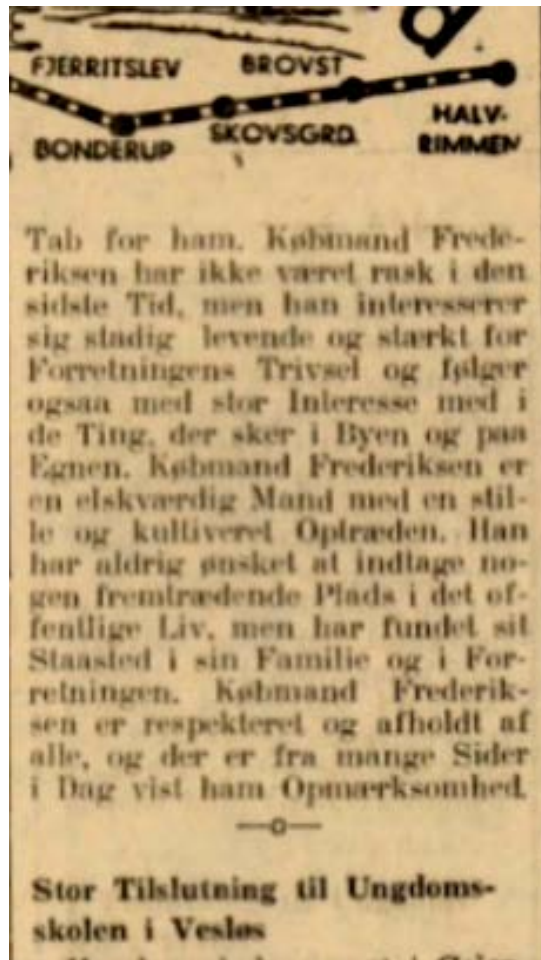 FJERRITSLEV BROVST
BONDERUP SKOVSGRD. HALV-
RIMMEN
Tab for ham. Købmand Frede-
riksen har ikke været rask i den
sidste Tid, men han interesserer
sig stadig levende og stærkt for
Forretningens Trivsel og følger
ogsaa med stor Interesse med i
de Ting, der sker i Byen og paa
Egnen. Købmand Frederiksen er
en elskværdig Mand med en stil-
le og kultiveret Optræden. Han
har aldrig ønsket at indtage no-
gen fremtrædende Plads i det of-
fentlige Liv, men har fundet sit
Staasted i sin Familie og i For-
retningen. Købmand Frederik-
sen er respekteret og afholdt af
alle, og der er fra mange Sider
i Dag vist ham Opmærksomhed.
Stor Tilslutning til Ungdoms-
skolen i Vesløs